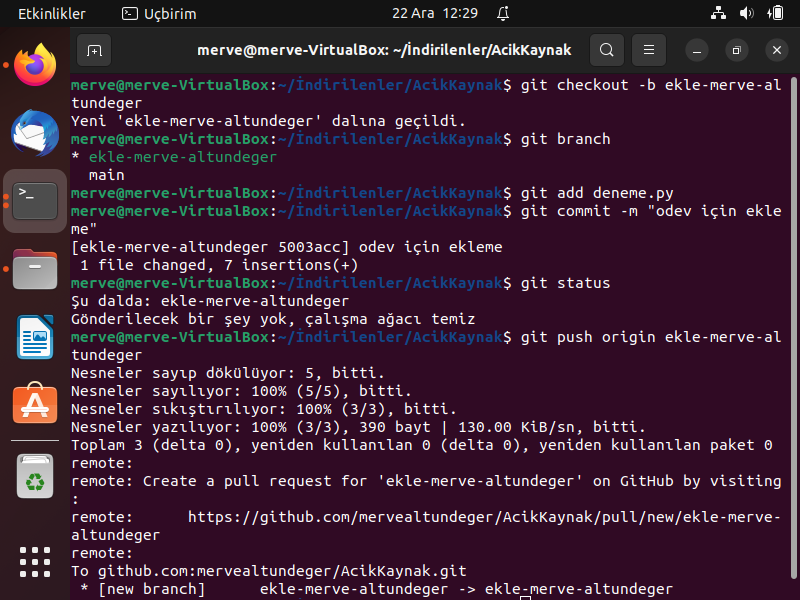 Etkinlikler
Uçbirim
22 Ara 12:29
merve@merve-VirtualBox: ~/İndirilenler/AcikKaynak
merve@merve-VirtualBox:~/İndirilenler/AcikKaynak$ git checkout -b ekle-merve-al
tundeger
Yeni 'ekle-merve-altundeger' dalına geçildi.
merve@merve-VirtualBox:~/İndirilenler/AcikKaynak$ git branch
* ekle-merve-altundeger
  main
merve@merve-VirtualBox:~/İndirilenler/AcikKaynak$ git add deneme.py
merve@merve-VirtualBox:~/İndirilenler/AcikKaynak$ git commit -m "odev için ekle
me"
[ekle-merve-altundeger 5003acc] odev için ekleme
 1 file changed, 7 insertions(+)
merve@merve-VirtualBox:~/İndirilenler/AcikKaynak$ git status
Şu dalda: ekle-merve-altundeger
Gönderilecek bir şey yok, çalışma ağacı temiz
merve@merve-VirtualBox:~/İndirilenler/AcikKaynak$ git push origin ekle-merve-al
tundeger
Nesneler sayıp dökülüyor: 5, bitti.
Nesneler sayılıyor: 100% (5/5), bitti.
Nesneler sıkıştırılıyor: 100% (3/3), bitti.
Nesneler yazılıyor: 100% (3/3), 390 bayt | 130.00 KiB/sn, bitti.
Toplam 3 (delta 0), yeniden kullanılan 0 (delta 0), yeniden kullanılan paket 0
remote:
remote: Create a pull request for 'ekle-merve-altundeger' on GitHub by visiting
:
remote:      https://github.com/mervealtundeger/AcikKaynak/pull/new/ekle-merve-
altundeger
remote:
To github.com:mervealtundeger/AcikKaynak.git
 * [new branch]      ekle-merve-altundeger -> ekle-merve-altundeger